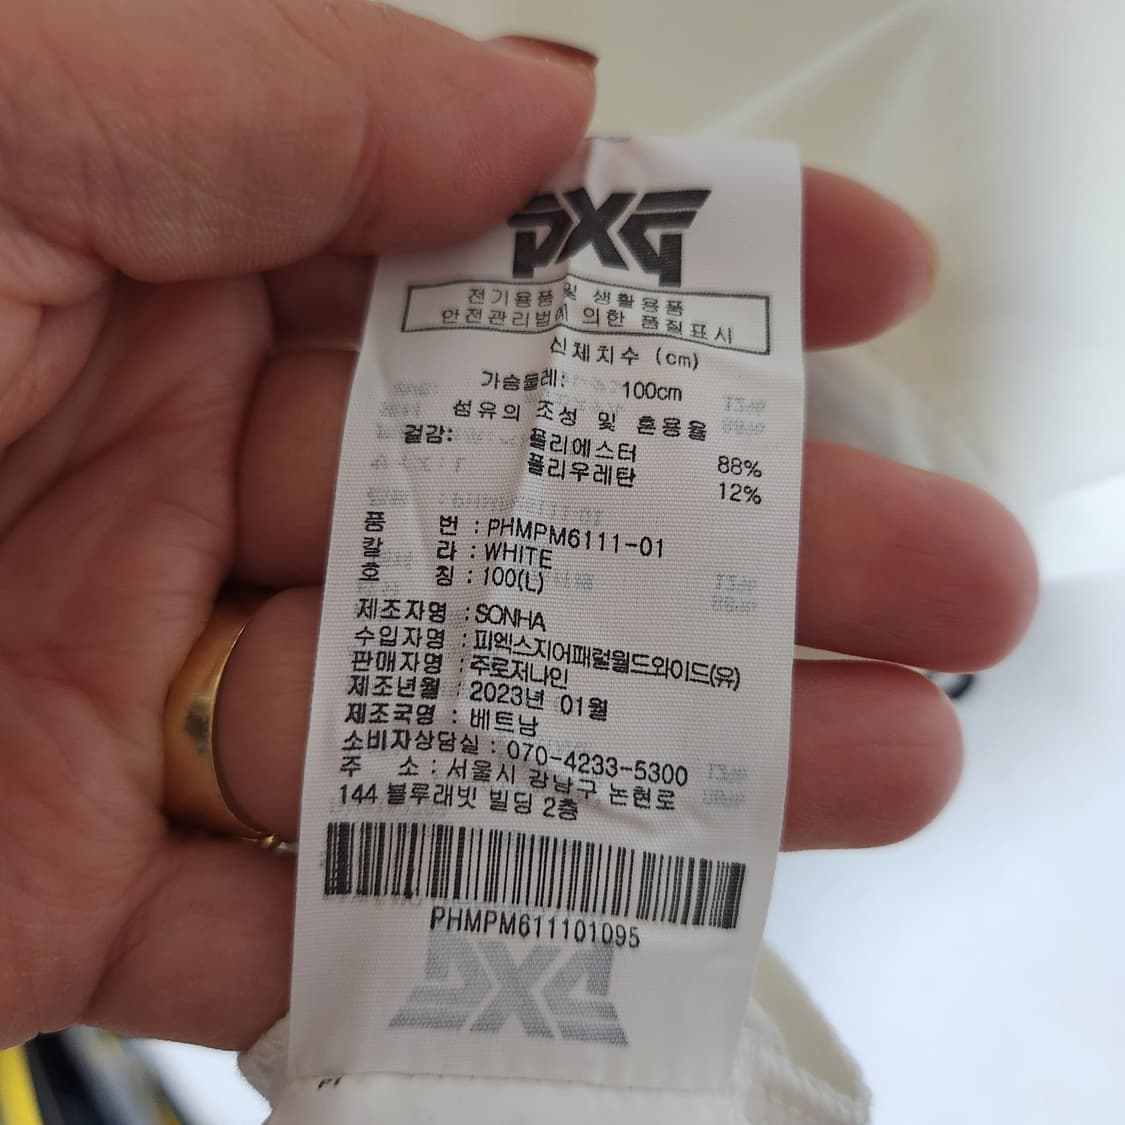 PXG
전기용품 및 생활용품
안전관리법에 의한 품질표시
신체치수 (cm)
가슴둘레: 100cm
섬유의 조성 및 혼용율
겉감: 폴리에스터 88%
폴리우레탄 12%
품 번 : PHMPM6111-01
칼 라 : WHITE
호 칭 : 100(L)
제조자명 : SONHA
수입자명 : 피엑스지어패럴월드와이드(유)
판매자명 : 주로저나인
제조년월 : 2023년 01월
제조국명 : 베트남
소비자상담실 : 070-4233-5300
주 소 : 서울시 강남구 논현로
144 블루래빗 빌딩 2층
PHMPM611101095